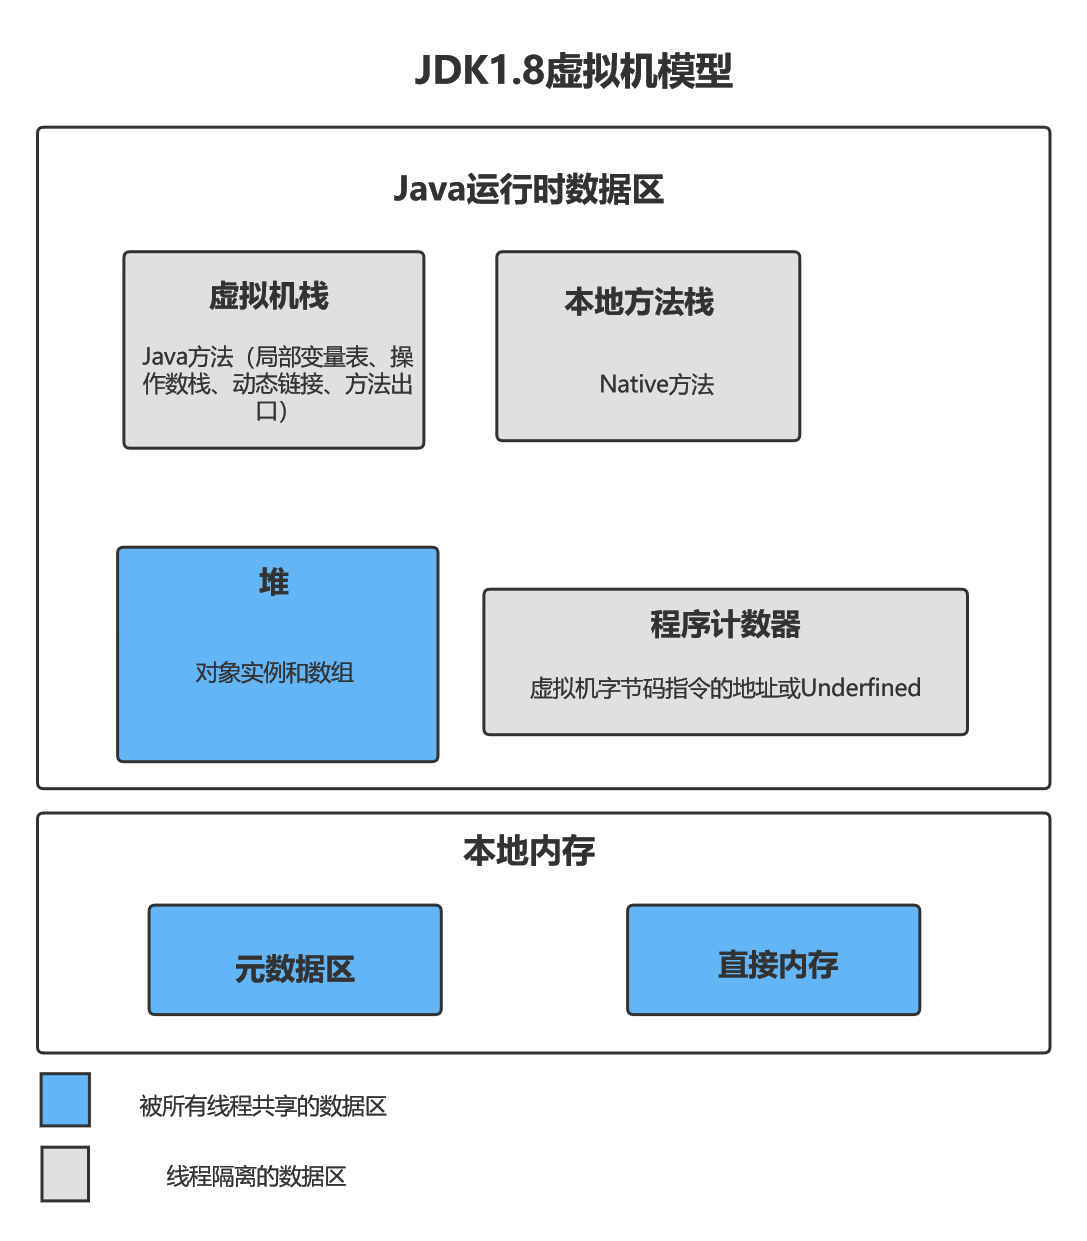 JDK1.8虚拟机模型
Java运行时数据区
虚拟机栈
Java方法（局部变量表、操
作数栈、动态链接、方法出
口）
本地方法栈
Native方法
堆
对象实例和数组
程序计数器
虚拟机字节码指令的地址或Underfined
本地内存
元数据区
直接内存
被所有线程共享的数据区
线程隔离的数据区